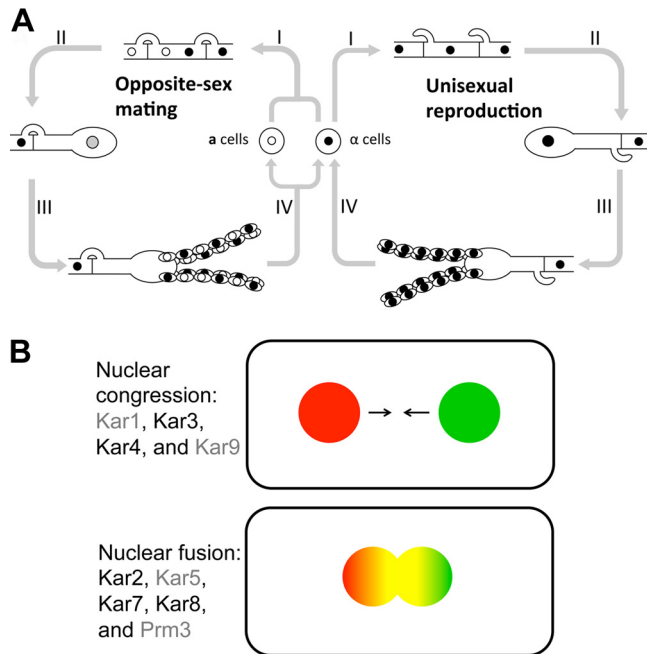 A
II
I
I
II
Opposite-sex
mating
Unisexual
reproduction
a cells
α cells
III
IV
IV
III
B
Nuclear
congression:
Kar1, Kar3,
Kar4, and Kar9
Nuclear fusion:
Kar2, Kar5,
Kar7, Kar8,
and Prm3